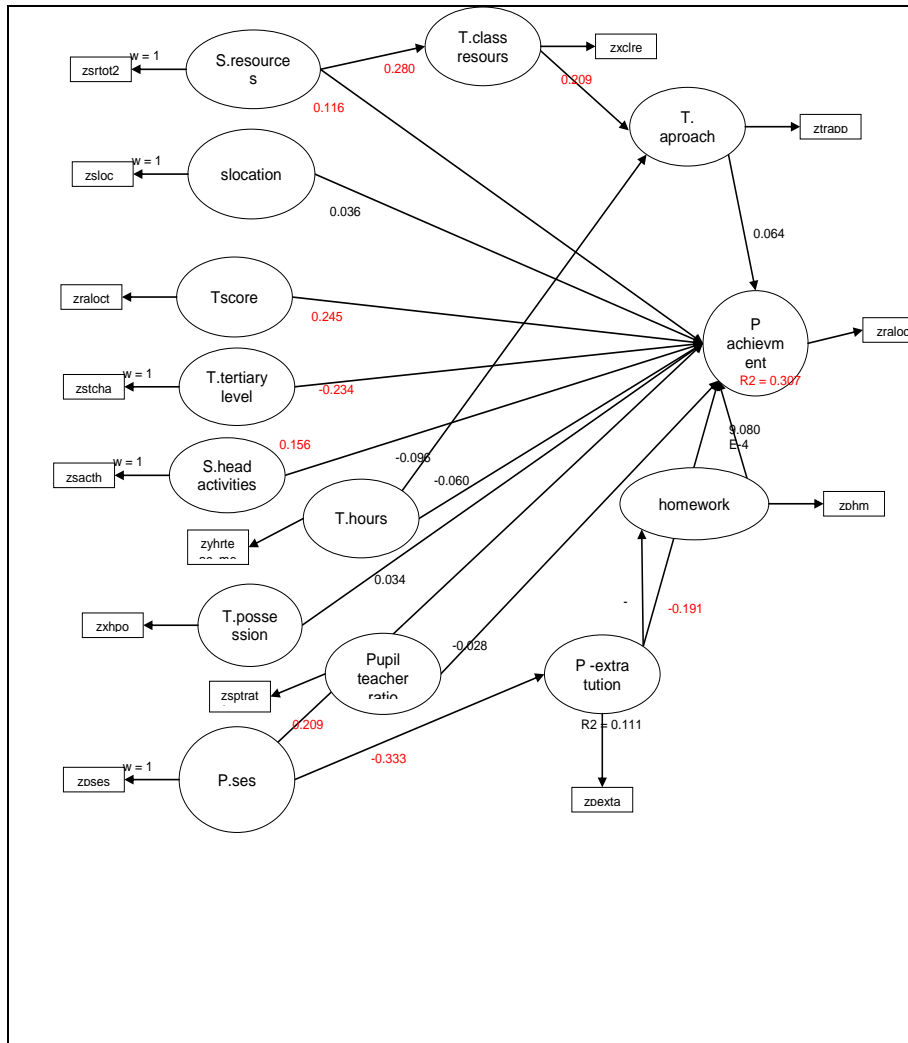 w = 1
zsrtot2
S.resource
s
T.class
resours
zxclre
0.280
0.209
0.116
T.
aproach
ztrapp
w = 1
zsloc
slocation
0.036
0.064
zraloct
Tscore
0.245
P
achievm
ent
R2 = 0.307
zraloc
w = 1
zstcha
T.tertiary
level
-0.234
w = 1
zsacth
S.head
activities
0.156
-0.096
-0.060
9.080
E-4
T.hours
homework
zphm
zyhrte
zxhpo
T.posse
ession
0.034
-
-0.191
Pupil
teacher
ratio
-0.028
zsptrat
P -extra
tution
R2 = 0.111
0.209
-0.333
w = 1
zpses
P.ses
zpexta